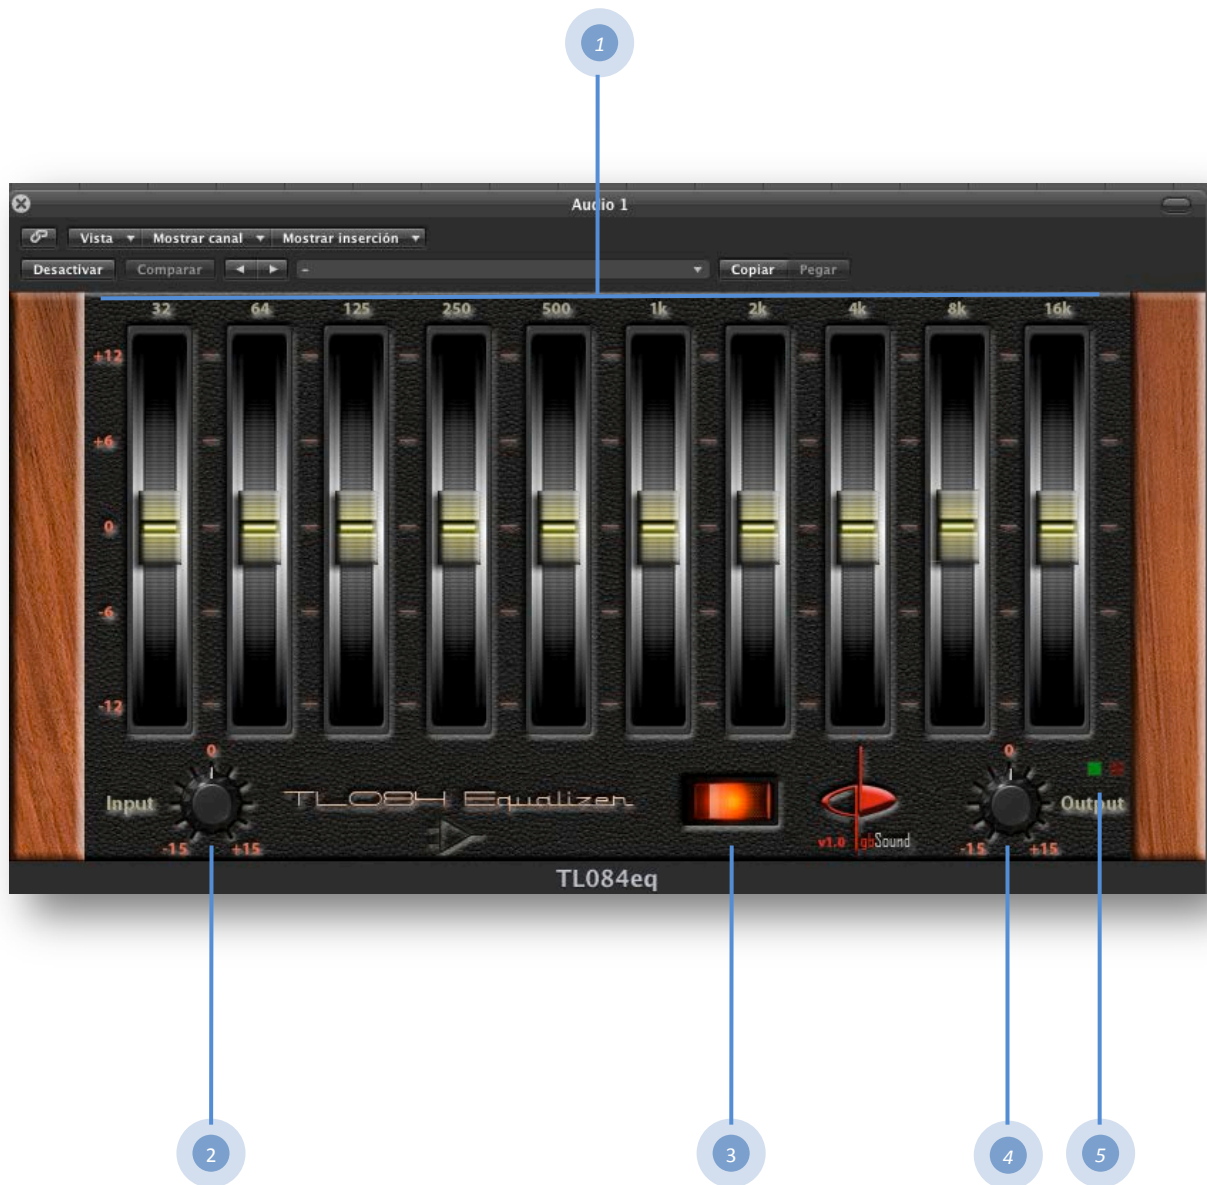 1
Audio 1
Vista Mostrar canal Mostrar inserción
Desactivar Comparar - Copiar Pegar
32 64 125 250 500 1k 2k 4k 8k 16k
+12
+6
0
-6
-12
0 0
Input TL084 Equalizer Output
-15 +15 v1.0 gbSound -15 +15
TL084eq
2 3 4 5